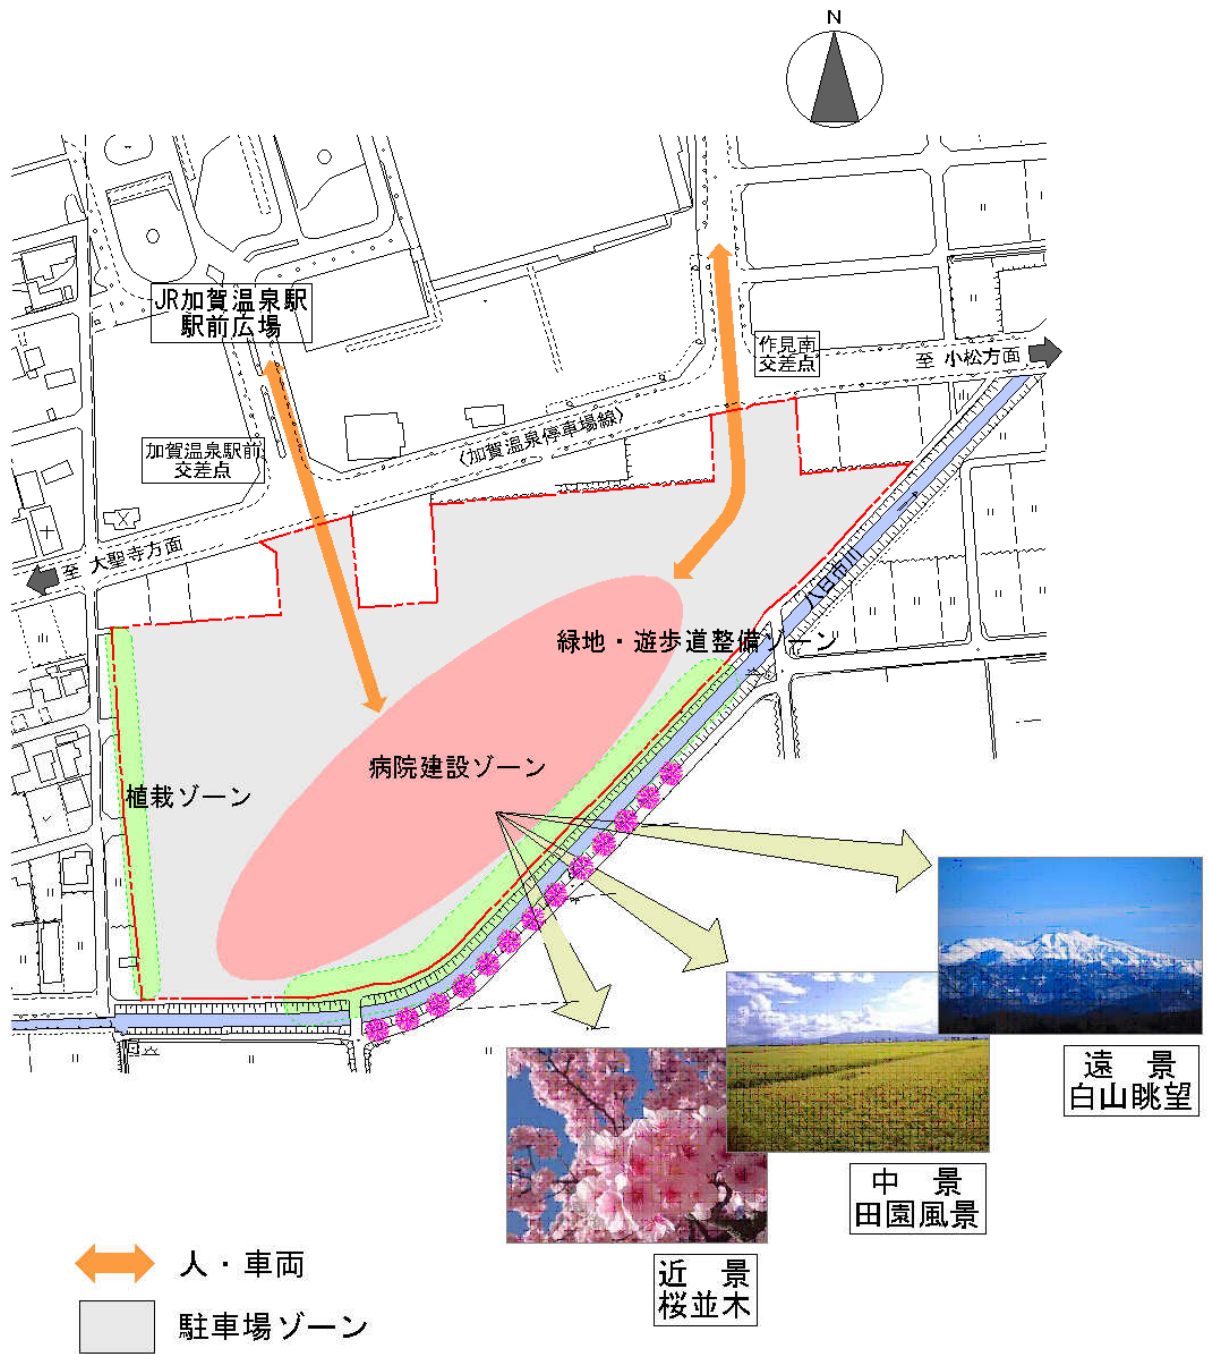 N
JR加賀温泉駅
駅前広場
作見南
交差点
至 小松方面
加賀温泉駅前
交差点
〈加賀温泉停車場線〉
至 大聖寺方面
八日市川
緑地・遊歩道整備ゾーン
病院建設ゾーン
植栽ゾーン
遠 景
白山眺望
中 景
田園風景
近 景
桜並木
人・車両
駐車場ゾーン